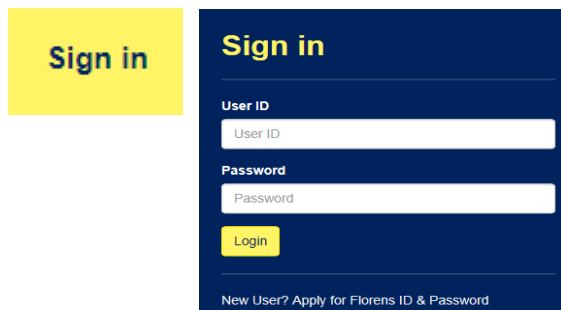 Sign in
Sign in
User ID
User ID
Password
Password
Login
New User? Apply for Florens ID & Password